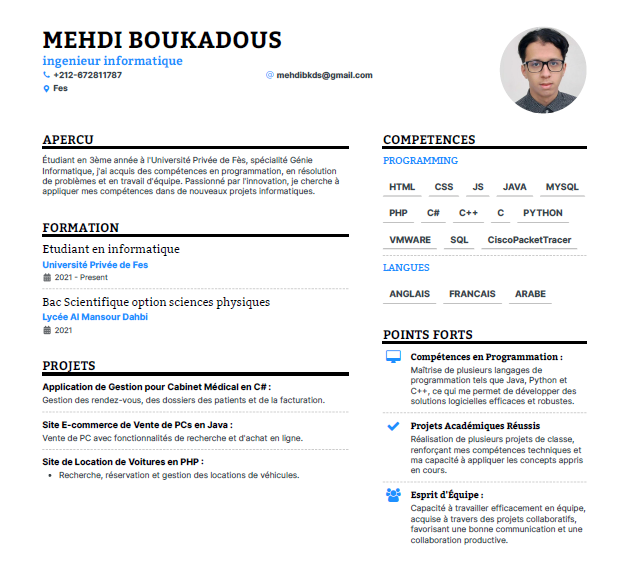 MEHDI BOUKADOUS
ingenieur informatique
+212-672811787
@ mehdibkds@gmail.com
Fes
APERCU
Étudiant en 3ème année à l'Université Privée de Fès, spécialité Génie
Informatique, j'ai acquis des compétences en programmation, en résolution
de problèmes et en travail d'équipe. Passionné par l'innovation, je cherche à
appliquer mes compétences dans de nouveaux projets informatiques.
FORMATION
Etudiant en informatique
Université Privée de Fes
2021 - Present
Bac Scientifique option sciences physiques
Lycée Al Mansour Dahbi
2021
PROJETS
Application de Gestion pour Cabinet Médical en C# :
Gestion des rendez-vous, des dossiers des patients et de la facturation.
Site E-commerce de Vente de PCs en Java :
Vente de PC avec fonctionnalités de recherche et d'achat en ligne.
Site de Location de Voitures en PHP :
• Recherche, réservation et gestion des locations de véhicules.
COMPETENCES
PROGRAMMING
HTML CSS JS JAVA MYSQL
PHP C# C++ C PYTHON
VMWARE SQL CiscoPacketTracer
LANGUES
ANGLAIS FRANCAIS ARABE
POINTS FORTS
Compétences en Programmation :
Maîtrise de plusieurs langages de
programmation tels que Java, Python et
C++, ce qui me permet de développer des
solutions logicielles efficaces et robustes.
Projets Académiques Réussis
Réalisation de plusieurs projets de classe,
renforçant mes compétences techniques et
ma capacité à appliquer les concepts appris
en cours.
Esprit d'Équipe :
Capacité à travailler efficacement en équipe,
acquise à travers des projets collaboratifs,
favorisant une bonne communication et une
collaboration productive.